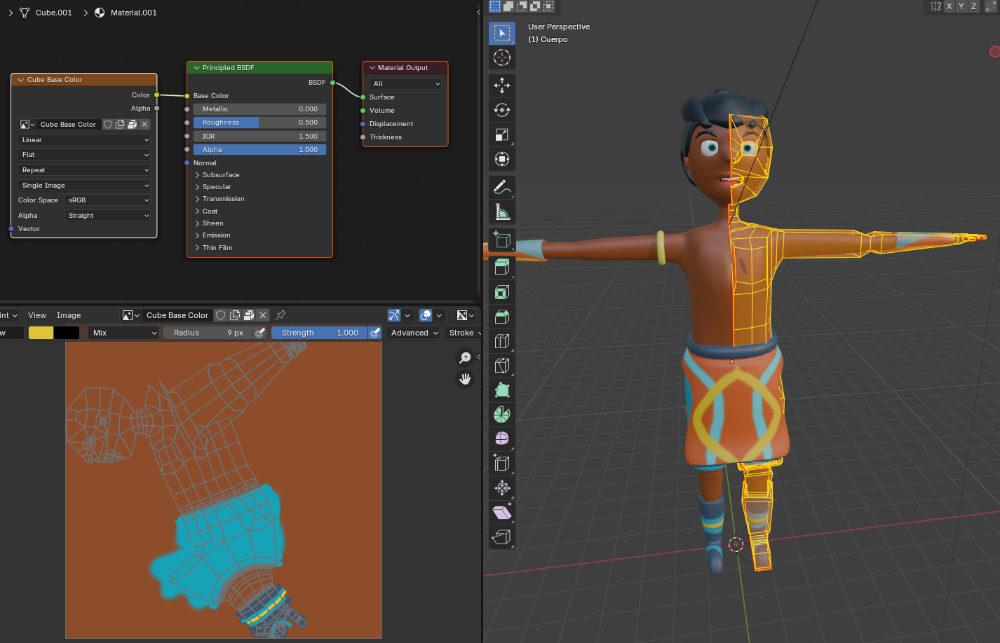 Cube.001
Material.001
Cube Base Color
Color
Alpha
Cube Base Color
Linear
Flat
Repeat
Single Image
Color Space
sRGB
Alpha
Straight
Vector
Principled BSDF
BSDF
Base Color
Metallic 0.000
Roughness 0.500
IOR 1.500
Alpha 1.000
Normal
Subsurface
Specular
Transmission
Coat
Sheen
Emission
Thin Film
Material Output
All
Surface
Volume
Displacement
Thickness
int View Image Cube Base Color
w Mix Radius 9 px Strength 1.000 Advanced Stroke
X Y Z
User Perspective
(1) Cuerpo